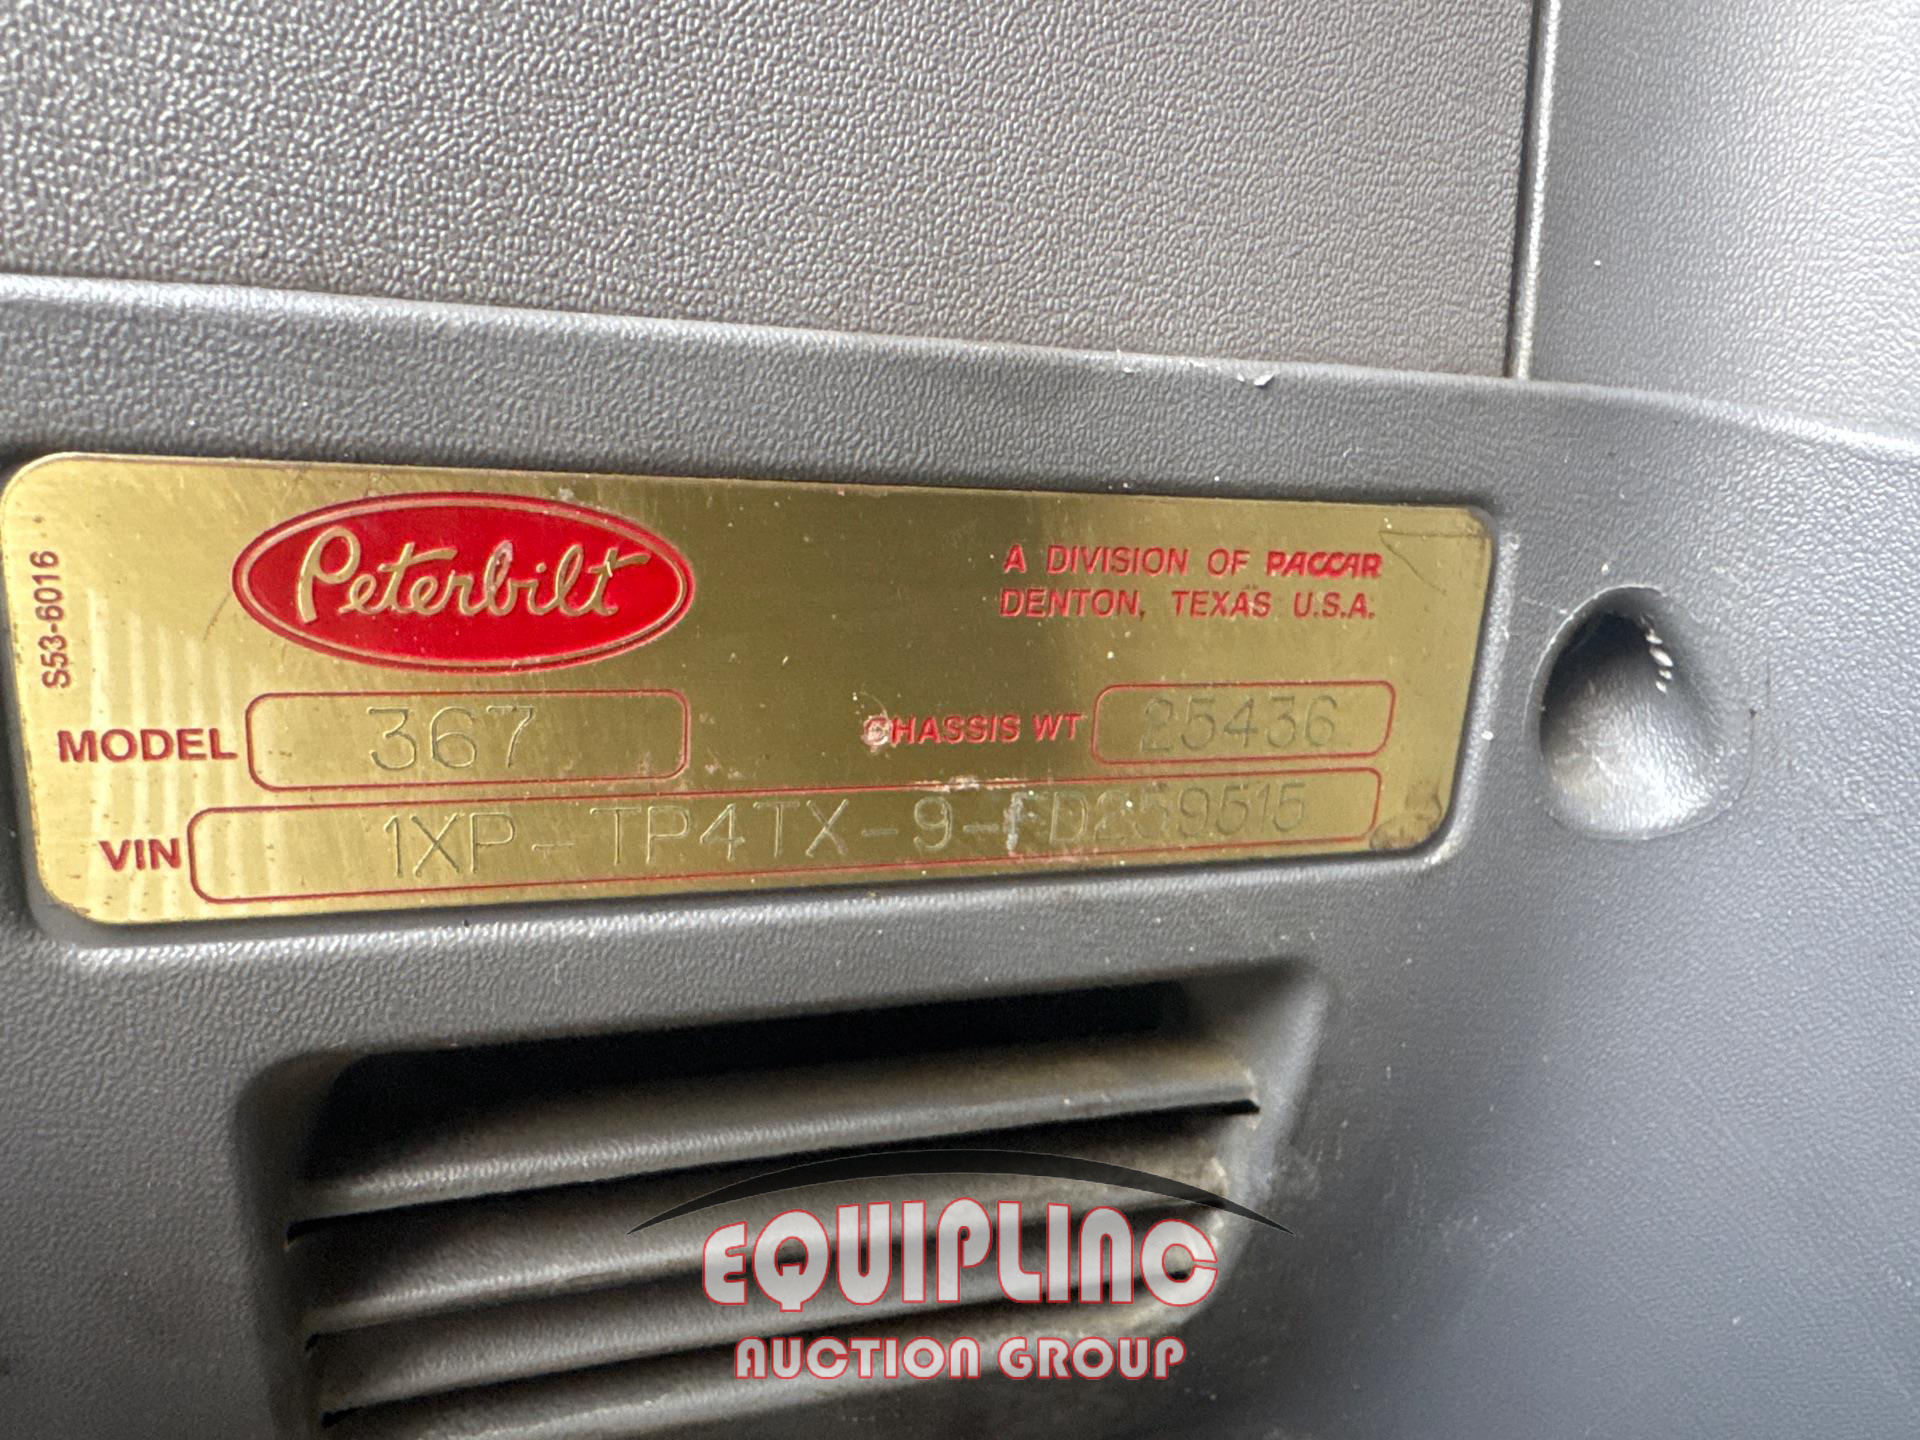 S53-6016
Peterbilt
A DIVISION OF PACCAR
DENTON, TEXAS U.S.A.
MODEL 367 CHASSIS WT 25436
VIN 1XP-TP4TX-9-FD259515
EQUIPLINC
AUCTION GROUP